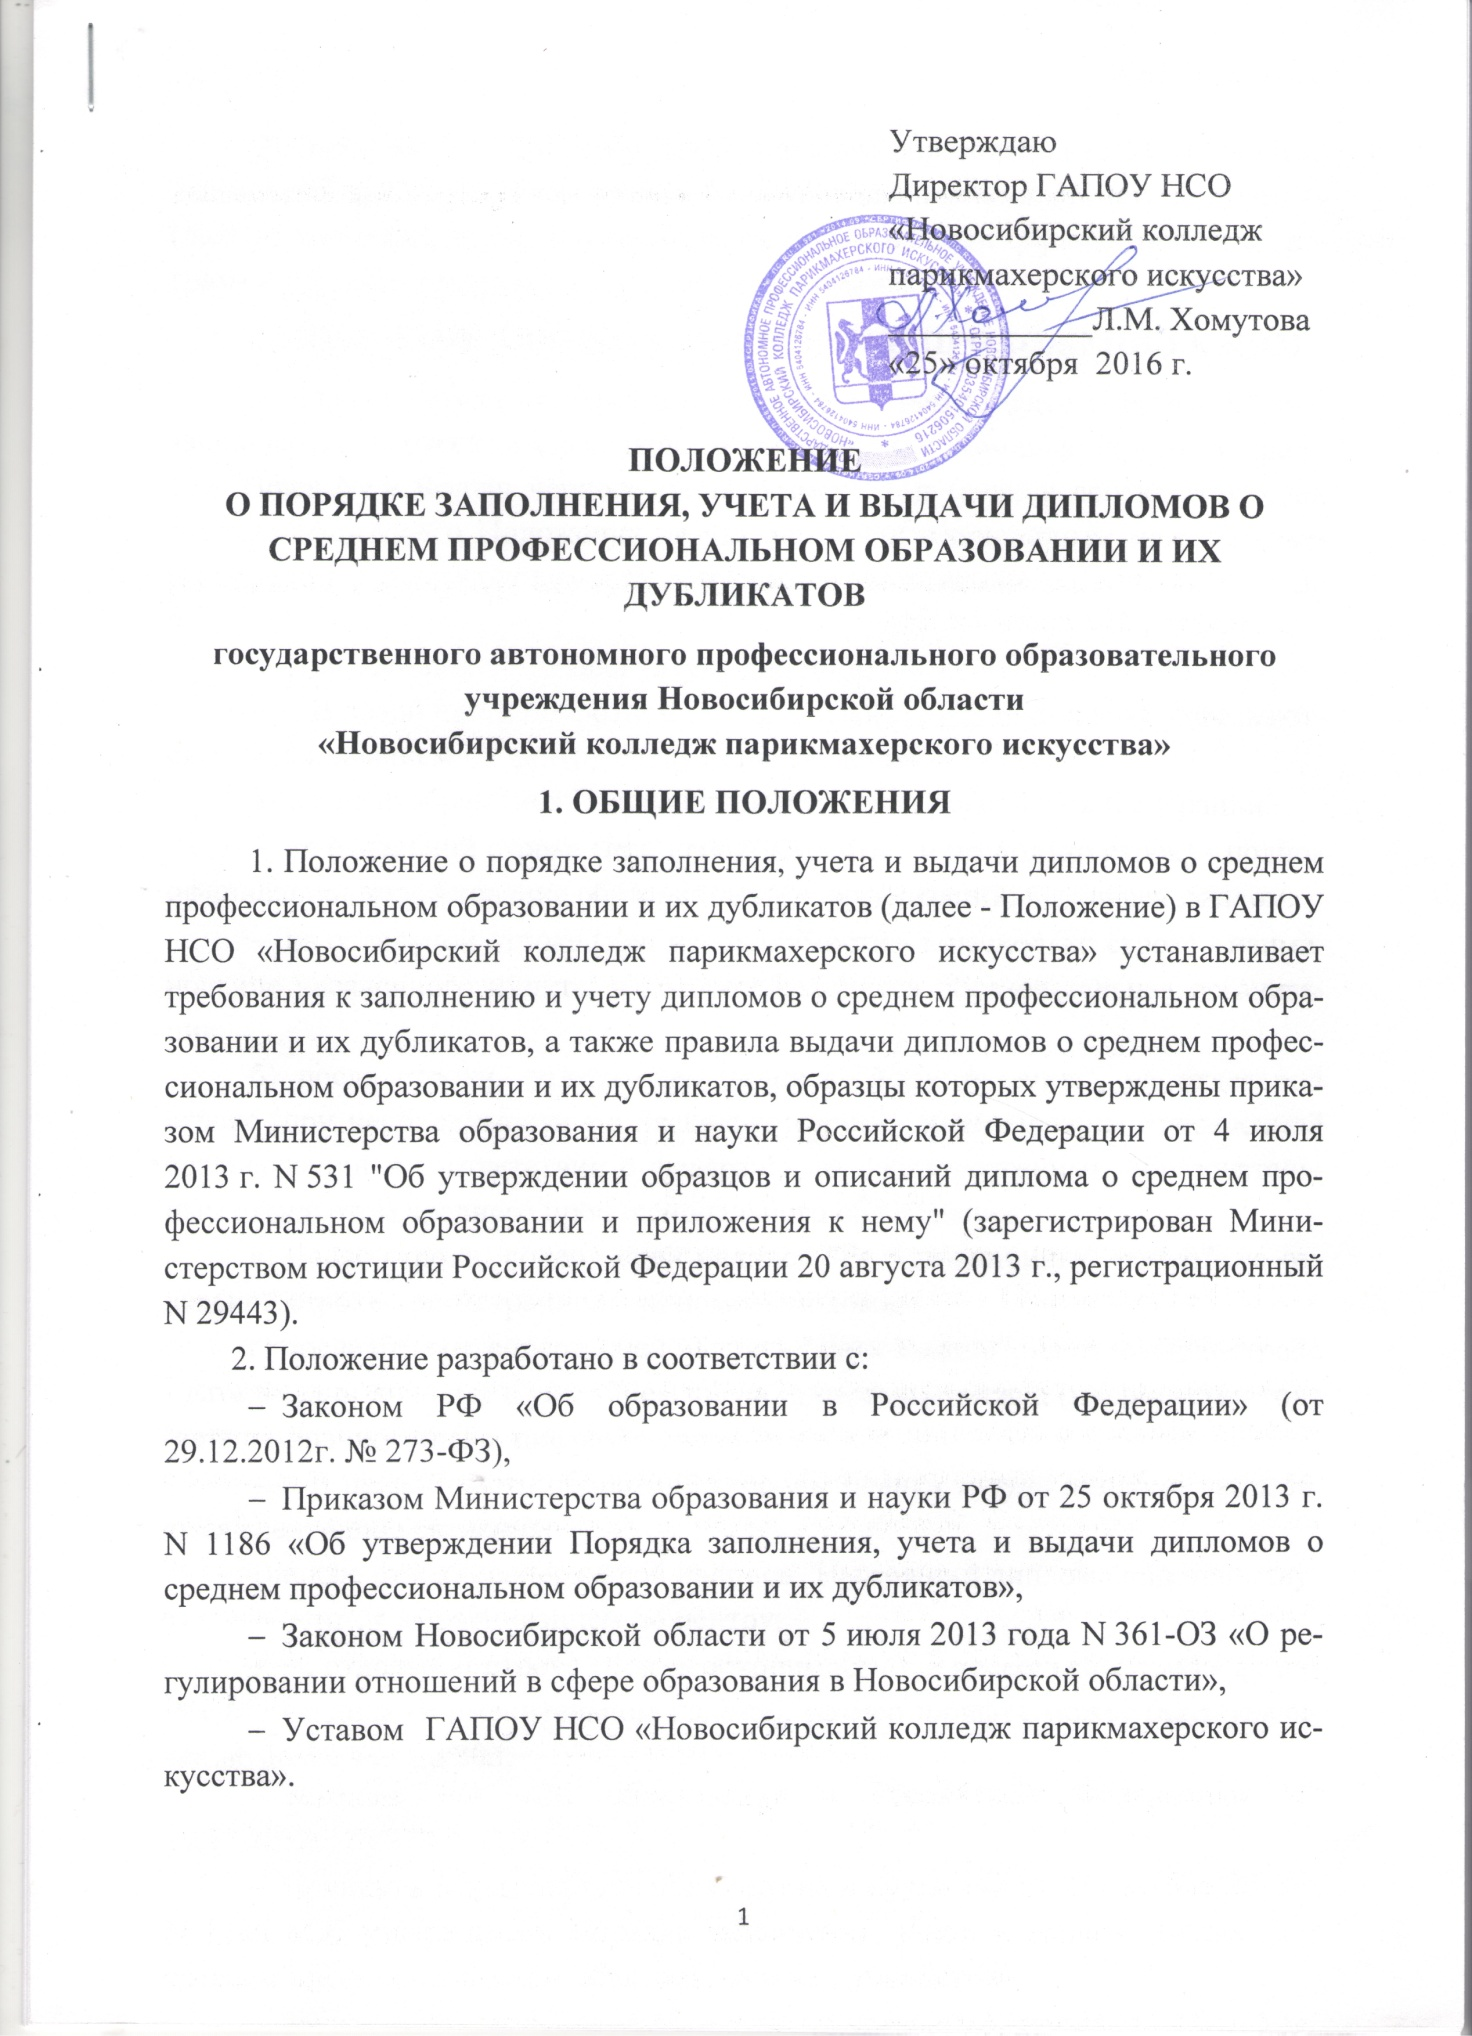 Утверждаю
Директор ГАПОУ НСО
«Новосибирский колледж
парикмахерского искусства»
____________Л.М. Хомутова
«25» октября 2016 г.
ПОЛОЖЕНИЕ
О ПОРЯДКЕ ЗАПОЛНЕНИЯ, УЧЕТА И ВЫДАЧИ ДИПЛОМОВ О
СРЕДНЕМ ПРОФЕССИОНАЛЬНОМ ОБРАЗОВАНИИ И ИХ
ДУБЛИКАТОВ
государственного автономного профессионального образовательного
учреждения Новосибирской области
«Новосибирский колледж парикмахерского искусства»
1. ОБЩИЕ ПОЛОЖЕНИЯ
1. Положение о порядке заполнения, учета и выдачи дипломов о среднем
профессиональном образовании и их дубликатов (далее - Положение) в ГАПОУ
НСО «Новосибирский колледж парикмахерского искусства» устанавливает
требования к заполнению и учету дипломов о среднем профессиональном обра-
зовании и их дубликатов, а также правила выдачи дипломов о среднем профес-
сиональном образовании и их дубликатов, образцы которых утверждены прика-
зом Министерства образования и науки Российской Федерации от 4 июля
2013 г. N 531 "Об утверждении образцов и описаний диплома о среднем про-
фессиональном образовании и приложения к нему" (зарегистрирован Мини-
стерством юстиции Российской Федерации 20 августа 2013 г., регистрационный
N 29443).
2. Положение разработано в соответствии с:
– Законом РФ «Об образовании в Российской Федерации» (от
29.12.2012г. № 273-ФЗ),
– Приказом Министерства образования и науки РФ от 25 октября 2013 г.
N 1186 «Об утверждении Порядка заполнения, учета и выдачи дипломов о
среднем профессиональном образовании и их дубликатов»,
– Законом Новосибирской области от 5 июля 2013 года N 361-ОЗ «О ре-
гулировании отношений в сфере образования в Новосибирской области»,
– Уставом ГАПОУ НСО «Новосибирский колледж парикмахерского ис-
кусства».
1